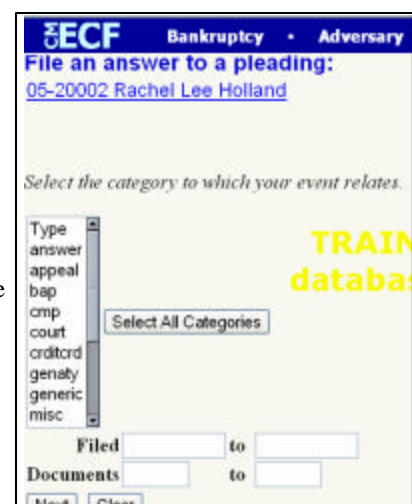 CM ECF Bankruptcy • Adversary
File an answer to a pleading:
05-20002 Rachel Lee Holland
Select the category to which your event relates.
Type
answer
appeal
bap
cmp
court
crditcrd
genaty
generic
misc
Select All Categories
TRAIN
databas
e
Filed to
Documents to
Next Clear